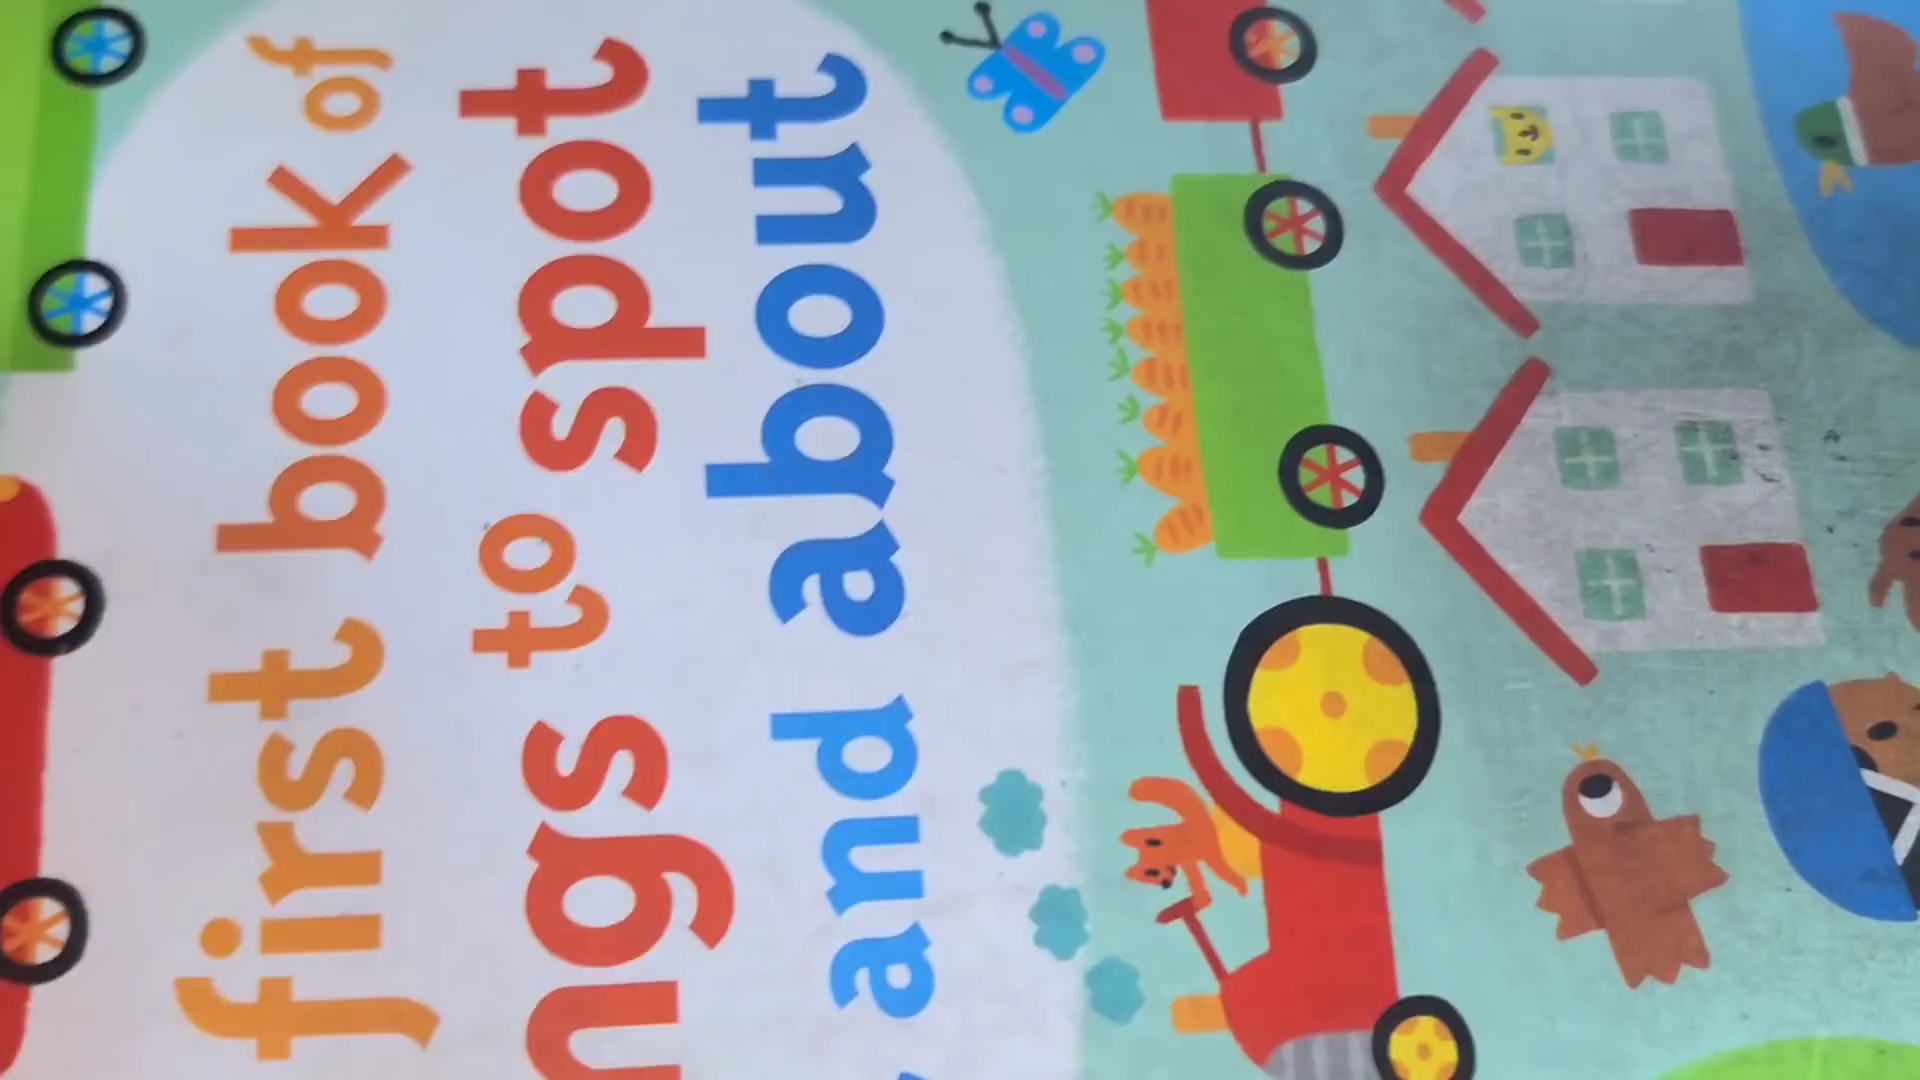 first book of
ngs to spot
and about